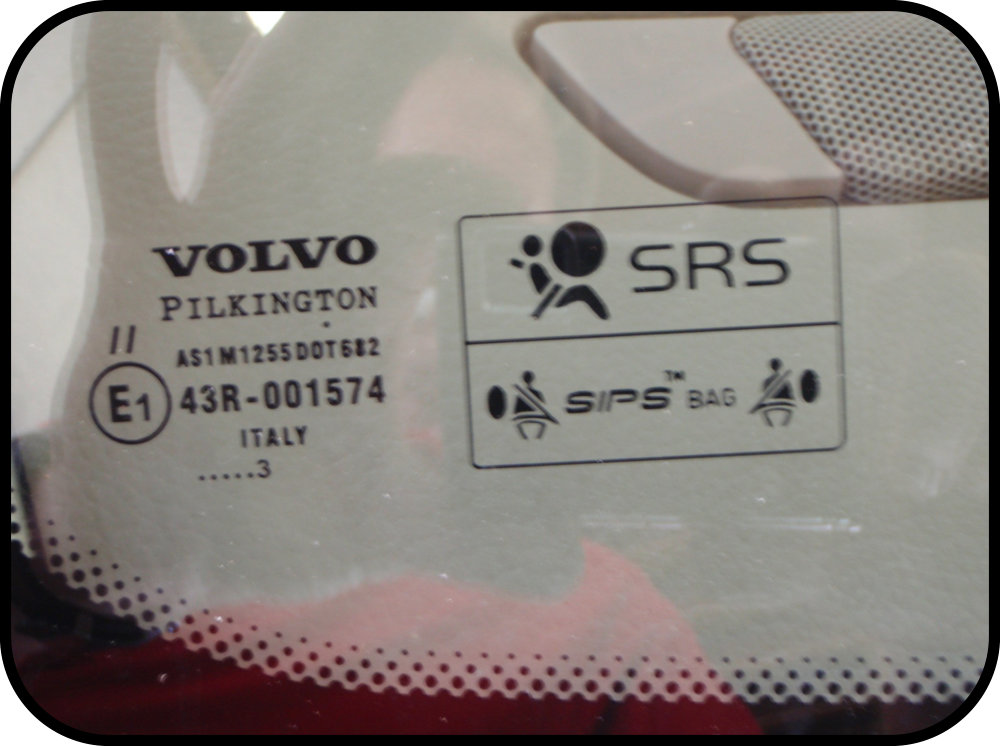 VOLVO
PILKINGTON
II
AS1 M1255 DOT682
E1 43R-001574
ITALY
.....3
SRS
SIPS™ BAG